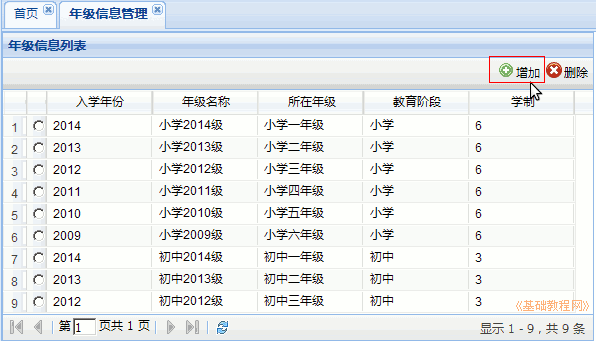 首页 年级信息管理
年级信息列表
增加 删除
入学年份 年级名称 所在年级 教育阶段 学制
1 2014 小学2014级 小学一年级 小学 6
2 2013 小学2013级 小学二年级 小学 6
3 2012 小学2012级 小学三年级 小学 6
4 2011 小学2011级 小学四年级 小学 6
5 2010 小学2010级 小学五年级 小学 6
6 2009 小学2009级 小学六年级 小学 6
7 2014 初中2014级 初中一年级 初中 3
8 2013 初中2013级 初中二年级 初中 3
9 2012 初中2012级 初中三年级 初中 3
《基础教程网》
第 1 页共 1 页 显示 1 - 9，共 9 条